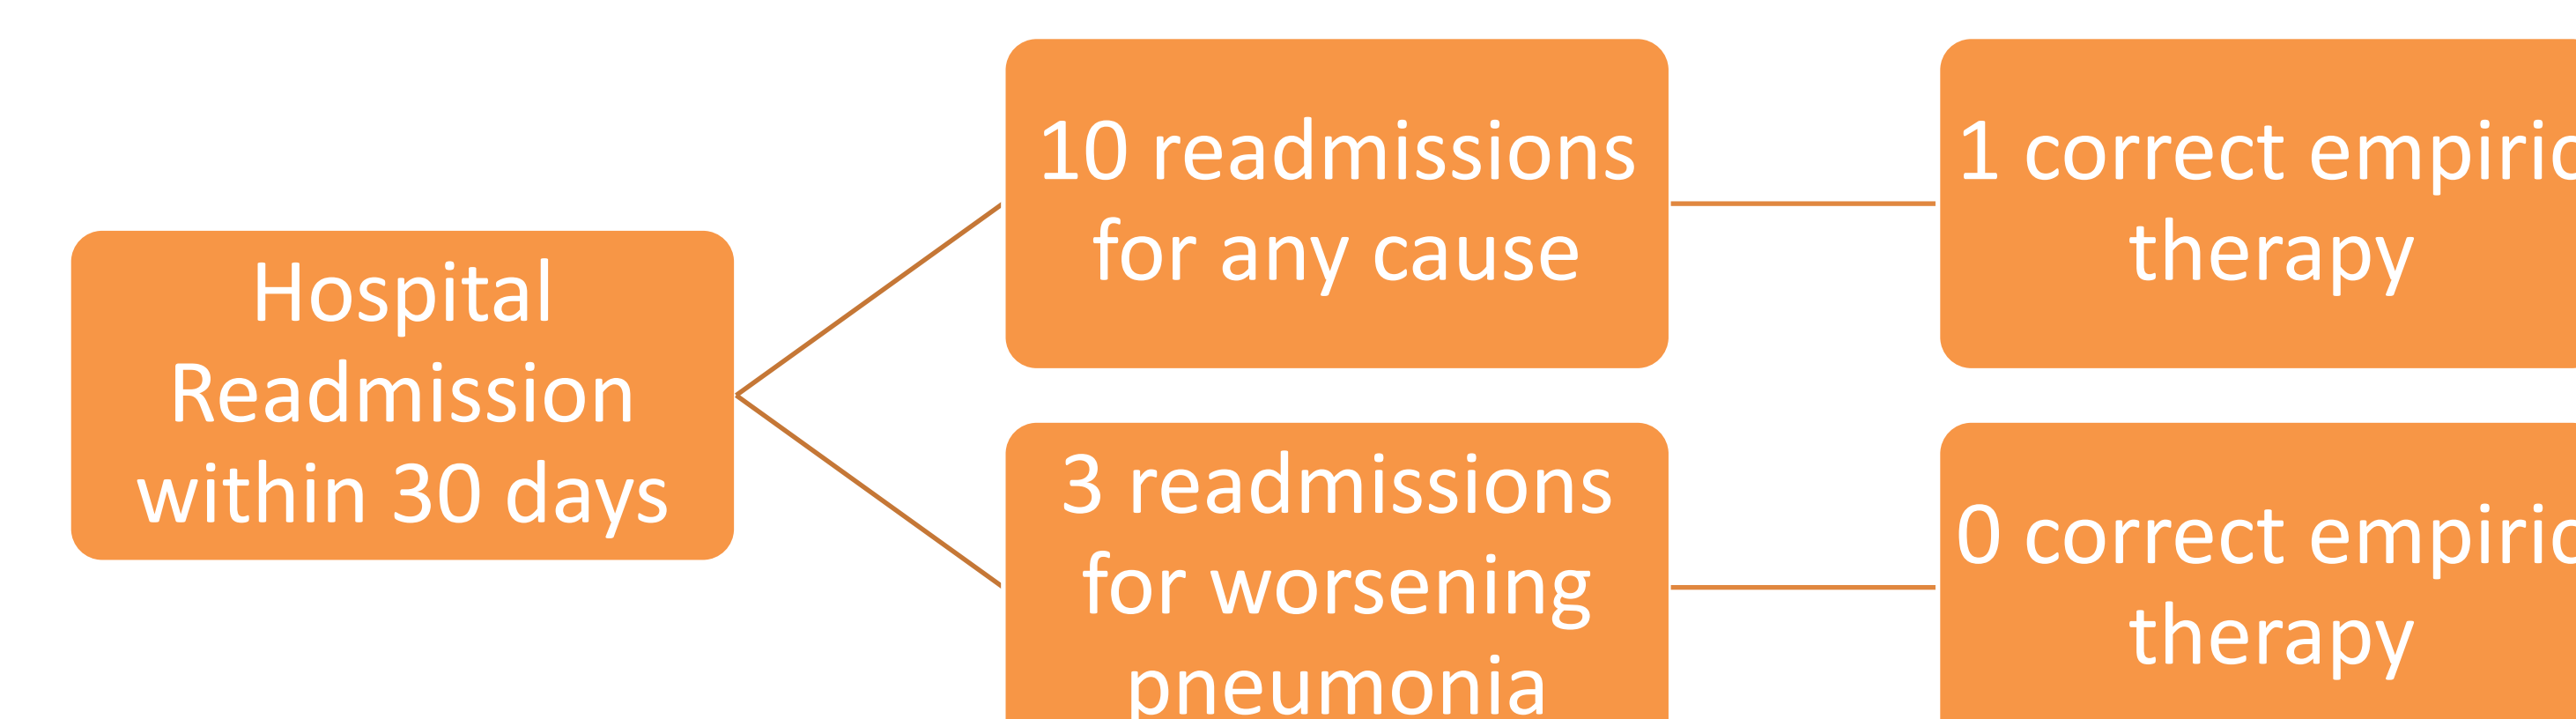 Hospital
Readmission
within 30 days
10 readmissions
for any cause
1 correct empiric
therapy
3 readmissions
for worsening
pneumonia
0 correct empiric
therapy